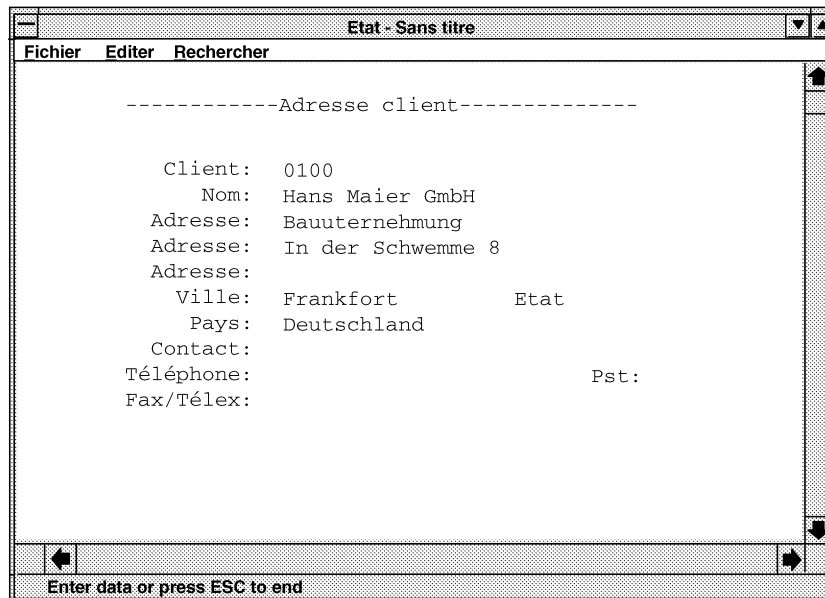 Etat - Sans titre
Fichier Editer Rechercher
------------Adresse client--------------
Client: 0100
Nom: Hans Maier GmbH
Adresse: Bauuternehmung
Adresse: In der Schwemme 8
Adresse:
Ville: Frankfort Etat
Pays: Deutschland
Contact:
Téléphone: Pst:
Fax/Télex:
Enter data or press ESC to end